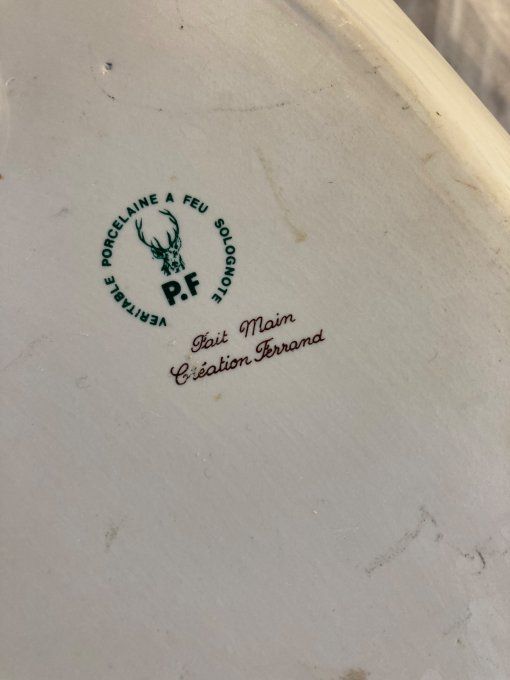 VERITABLE PORCELAINE A FEU SOLOGNOTE
P.F
Fait Main
Création Ferrand